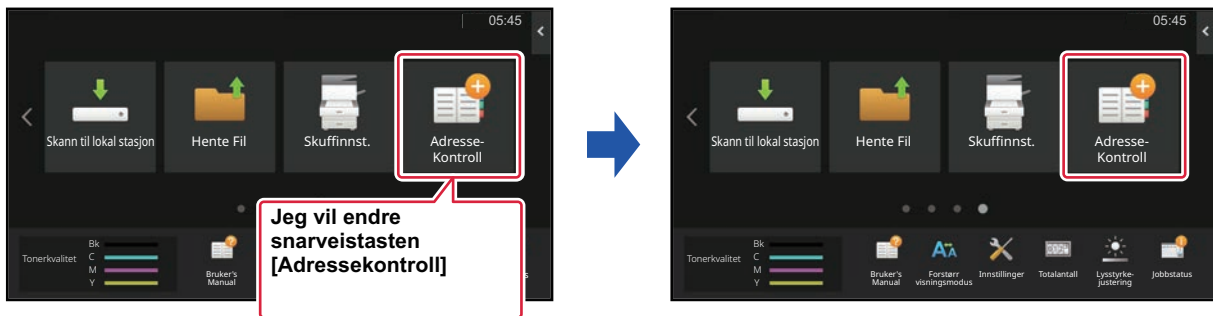 05:45
Skann til lokal stasjon
Hente Fil
Skuffinnst.
Adresse-
Kontroll
Jeg vil endre
snarveistasten
[Adressekontroll]
Tonerkvalitet
Bk
C
M
Y
Bruker's
Manual
s
05:45
Skann til lokal stasjon
Hente Fil
Skuffinnst.
Adresse-
Kontroll
Tonerkvalitet
Bk
C
M
Y
Bruker's
Manual
Forstørr
visningsmodus
Innstillinger
Totalantall
Lysstyrke-
justering
Jobbstatus